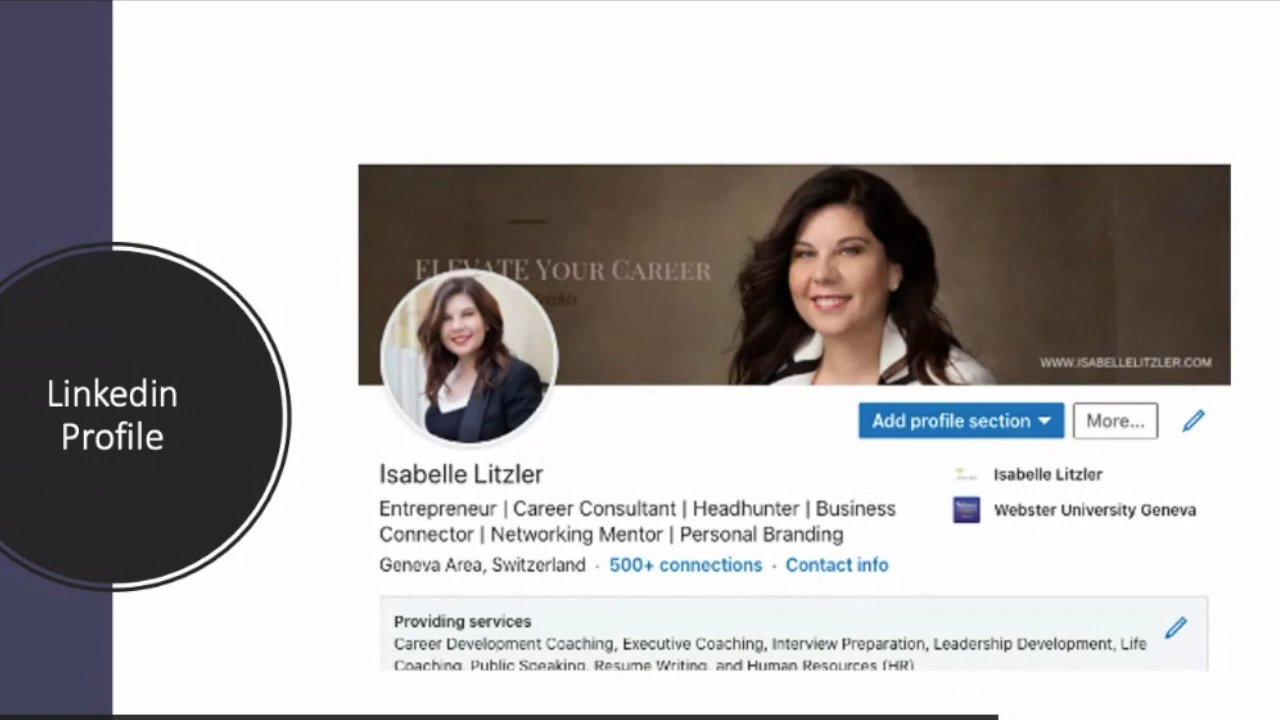 Linkedin
Profile
ELEVATE YOUR CAREER
WWW.ISABELLELITZLER.COM
Add profile section
More...
Isabelle Litzler
Entrepreneur | Career Consultant | Headhunter | Business
Connector | Networking Mentor | Personal Branding
Geneva Area, Switzerland · 500+ connections · Contact info
Isabelle Litzler
Webster University Geneva
Providing services
Career Development Coaching, Executive Coaching, Interview Preparation, Leadership Development, Life
Coaching, Public Speaking, Resume Writing, and Human Resources (HR)